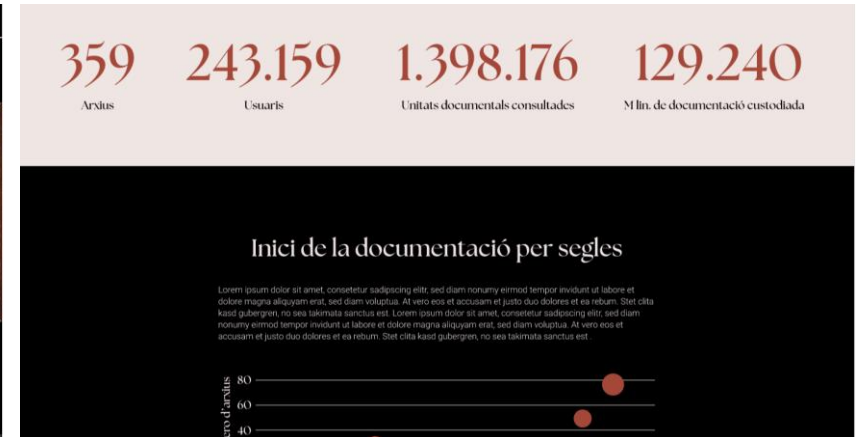 359
243.159
1.398.176
129.240
Arxius
Usuaris
Unitats documentals consultades
M lin. de documentació custodiada
Inici de la documentació per segles
Lorem ipsum dolor sit amet, consetetur sadipscing elitr, sed diam nonumy eirmod tempor invidunt ut labore et
dolore magna aliquyam erat, sed diam voluptua. At vero eos et accusam et justo duo dolores et ea rebum. Stet clita
kasd gubergren, no sea takimata sanctus est. Lorem ipsum dolor sit amet, consetetur sadipscing elitr, sed diam
nonumy eirmod tempor invidunt ut labore et dolore magna aliquyam erat, sed diam voluptua. At vero eos et
accusam et justo duo dolores et ea rebum. Stet clita kasd gubergren, no sea takimata sanctus est .
80
60
40
d'arxius